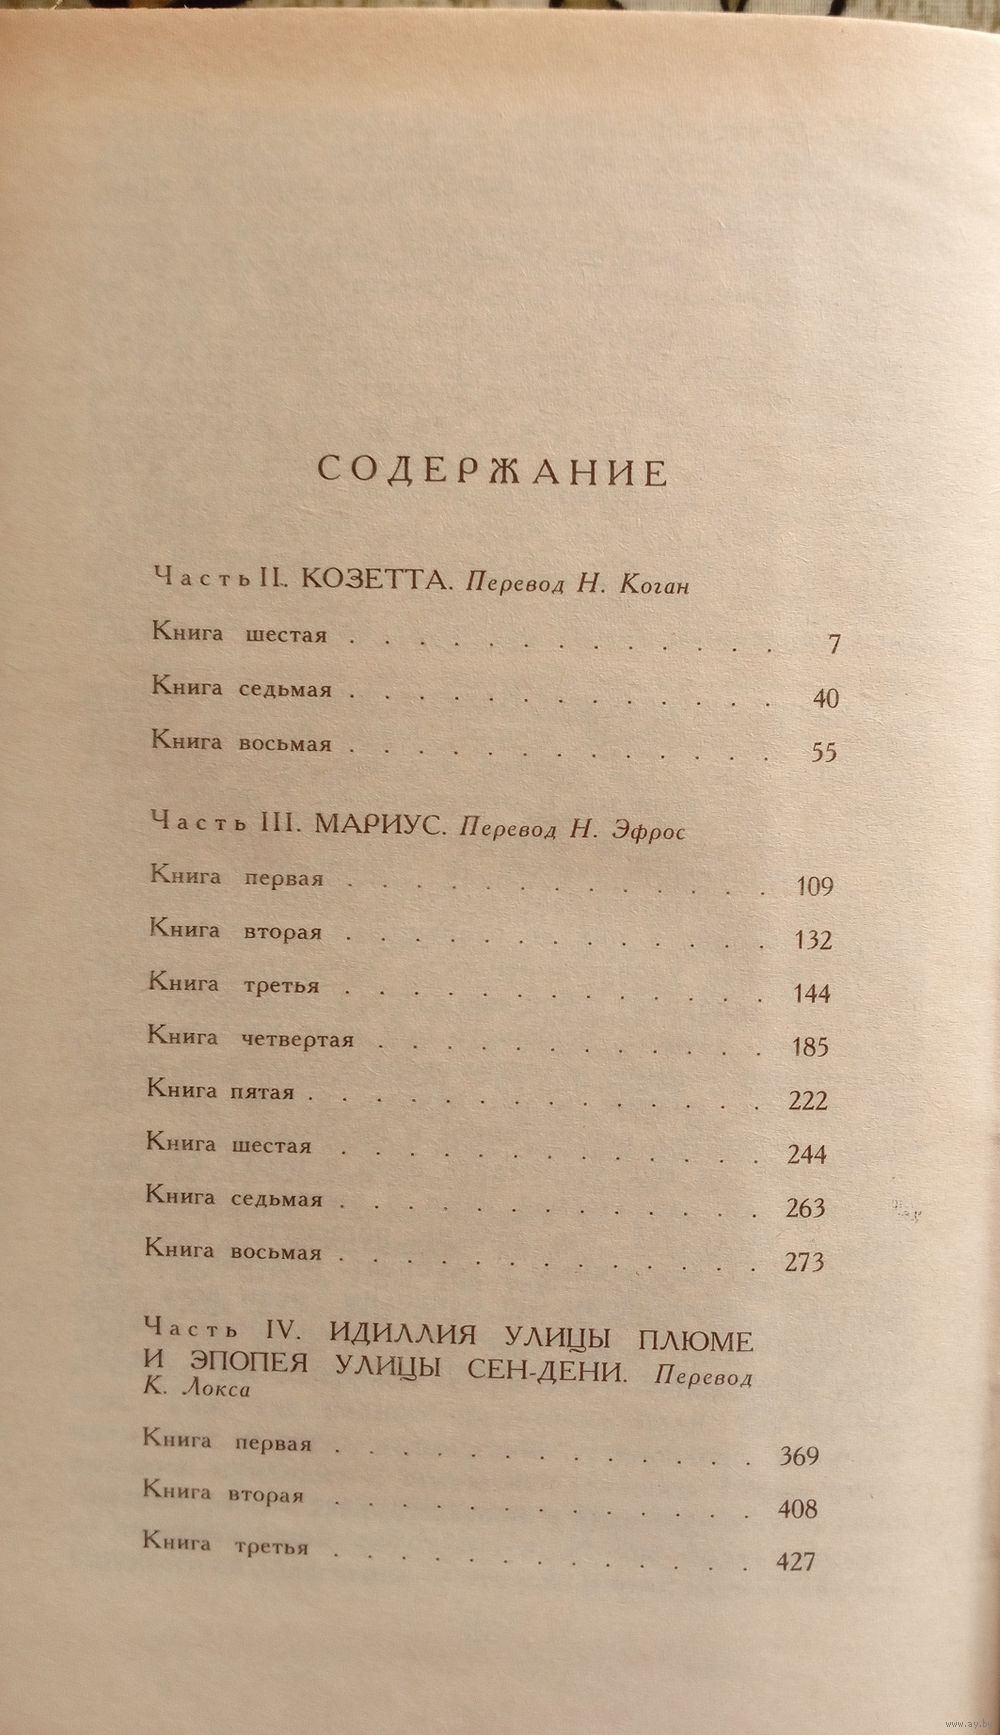 СОДЕРЖАНИЕ
Часть II. КОЗЕТТА. Перевод Н. Коган
Книга шестая . . . . . . . . . . . . . 7
Книга седьмая . . . . . . . . . . . . . 40
Книга восьмая . . . . . . . . . . . . . 55
Часть III. МАРИУС. Перевод Н. Эфрос
Книга первая . . . . . . . . . . . . . 109
Книга вторая . . . . . . . . . . . . . 132
Книга третья . . . . . . . . . . . . . 144
Книга четвертая . . . . . . . . . . . . 185
Книга пятая . . . . . . . . . . . . . . 222
Книга шестая . . . . . . . . . . . . . 244
Книга седьмая . . . . . . . . . . . . . 263
Книга восьмая . . . . . . . . . . . . . 273
Часть IV. ИДИЛЛИЯ УЛИЦЫ ПЛЮМЕ
И ЭПОПЕЯ УЛИЦЫ СЕН-ДЕНИ. Перевод
К. Локса
Книга первая . . . . . . . . . . . . . 369
Книга вторая . . . . . . . . . . . . . 408
Книга третья . . . . . . . . . . . . . 427
www.ay.by